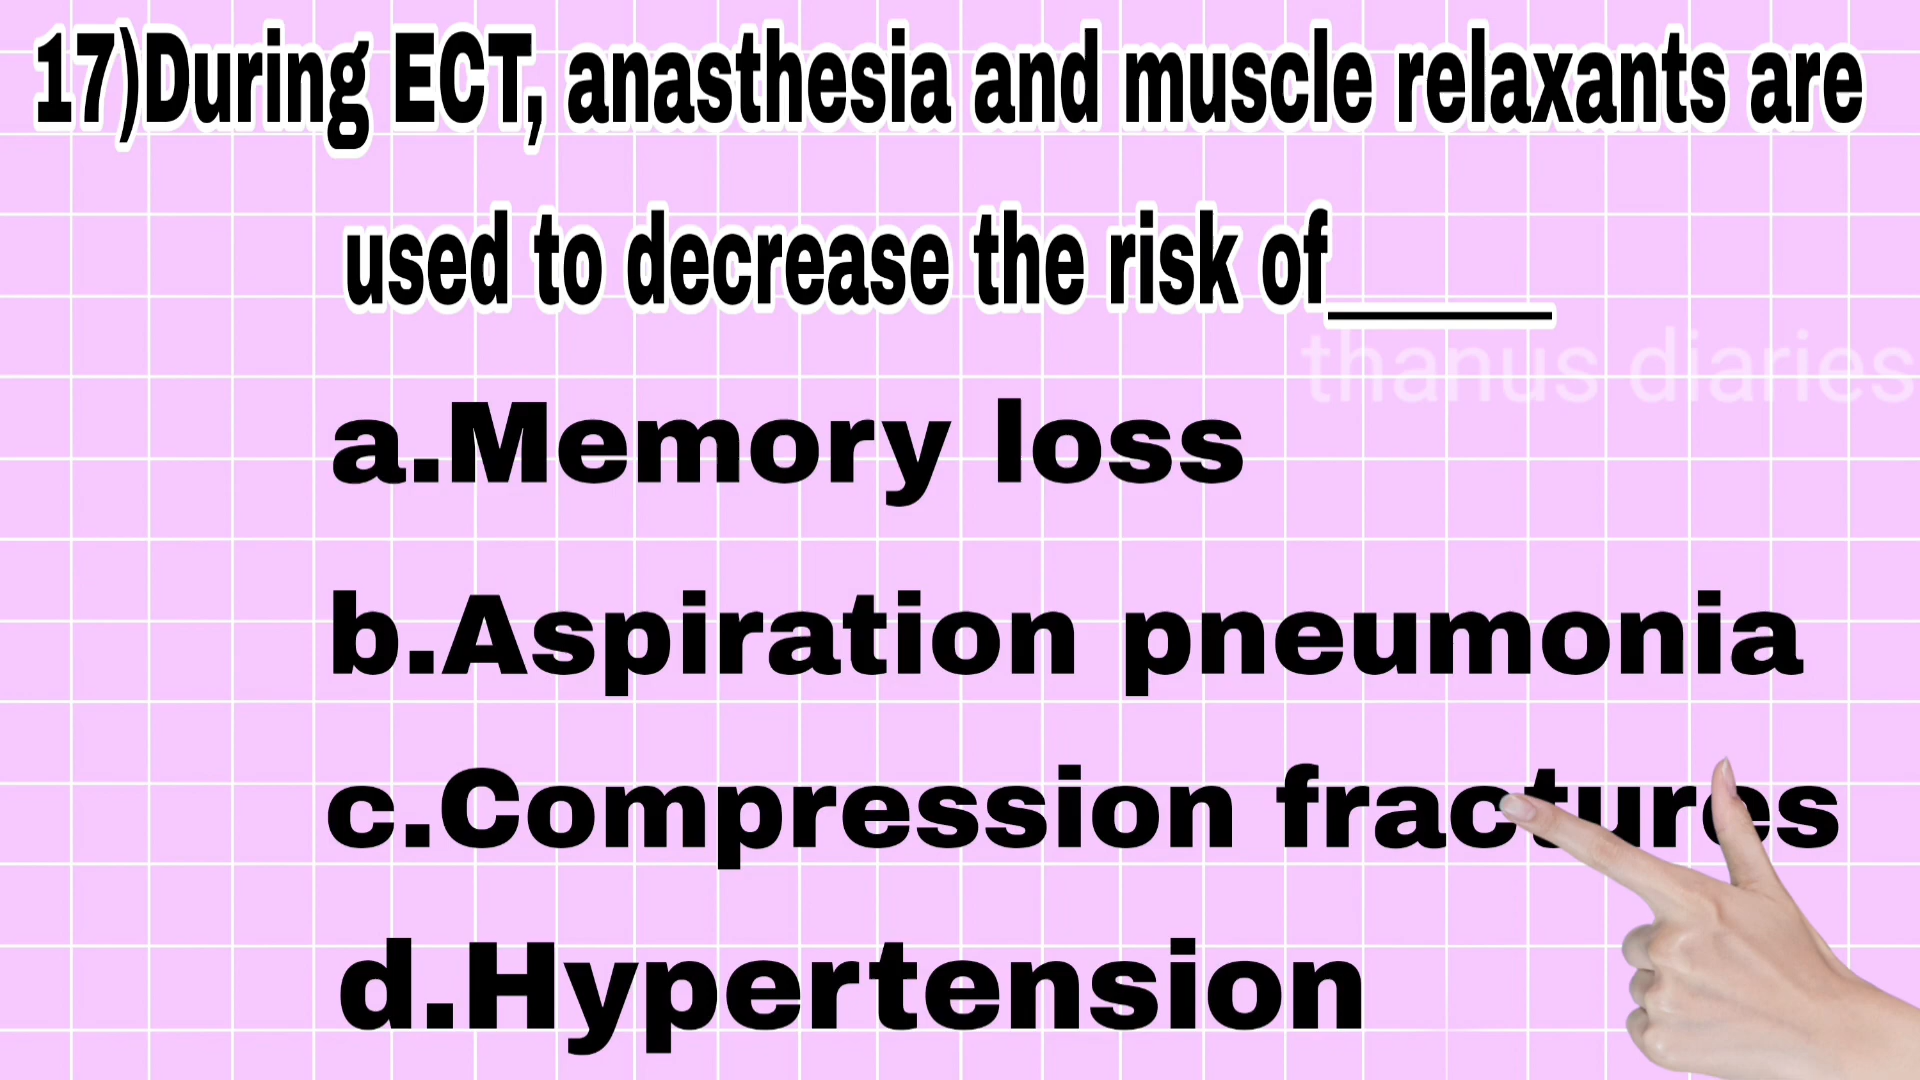 17)During ECT, anasthesia and muscle relaxants are
used to decrease the risk of_____
thanus diaries
a.Memory loss
b.Aspiration pneumonia
c.Compression fractures
d.Hypertension